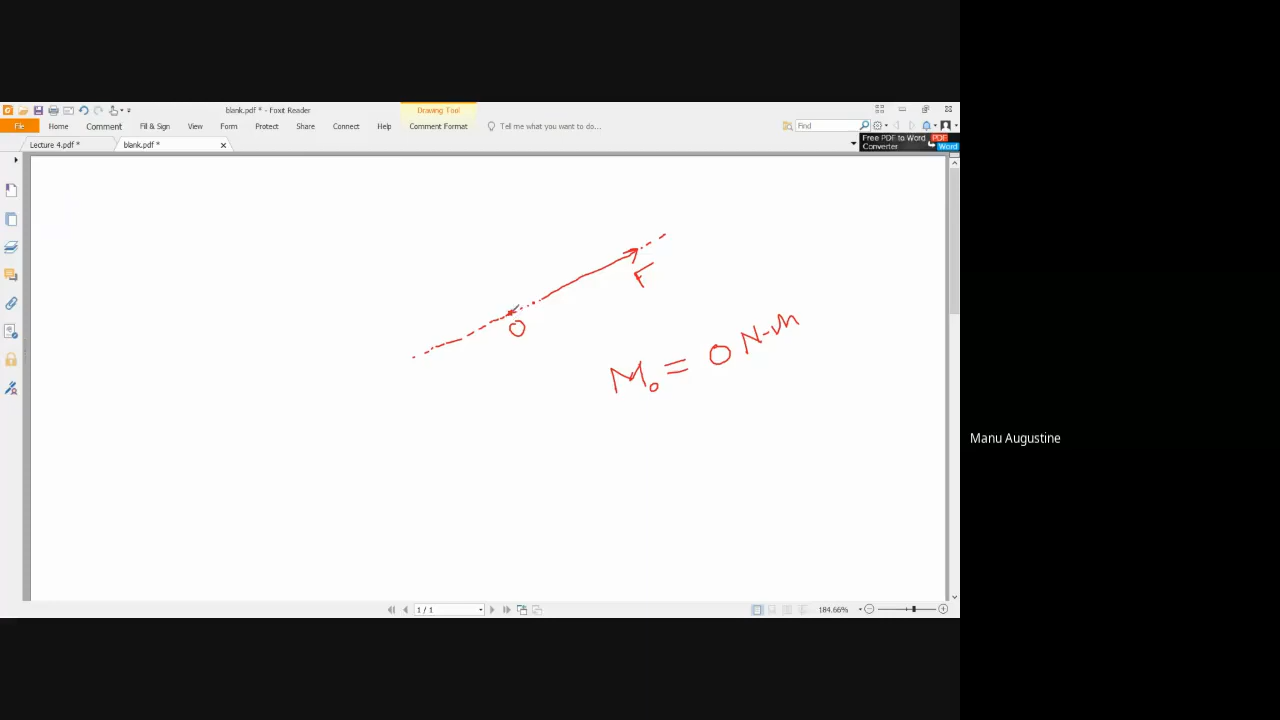 blank.pdf * - Foxit Reader
Drawing Tool
File
Home
Comment
Fill & Sign
View
Form
Protect
Share
Connect
Help
Comment Format
Tell me what you want to do...
Find
Lecture 4.pdf *
blank.pdf *
Free PDF to Word
Converter
PDF
Word
F
O
M₀ = 0 N-m
Manu Augustine
1 / 1
184.66%